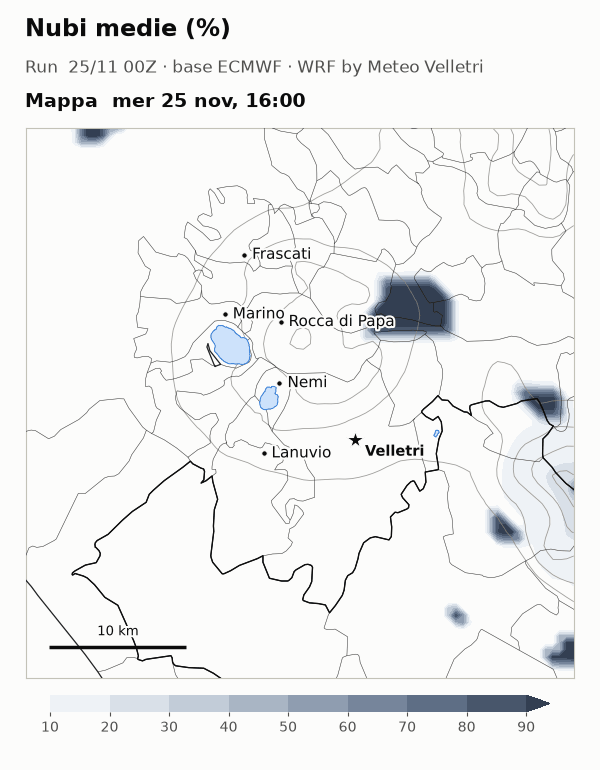 Nubi medie (%)
Run  25/11 00Z · base ECMWF · WRF by Meteo Velletri
Mappa  mer 25 nov, 16:00
Frascati
Marino
Rocca di Papa
Nemi
Velletri
Lanuvio
10 km
10 20 30 40 50 60 70 80 90